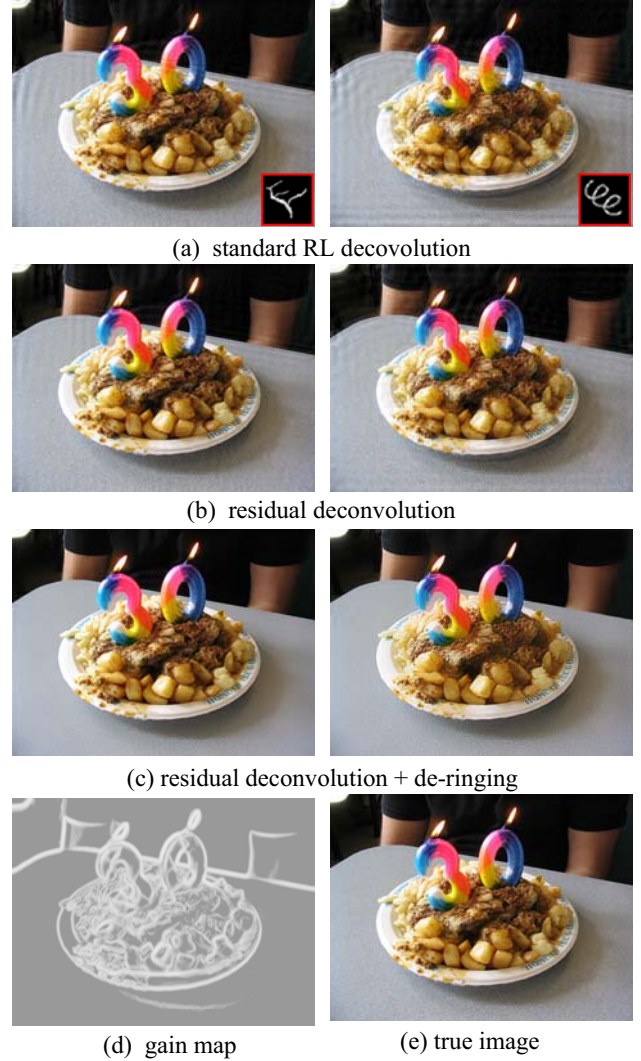 (a) standard RL decovolution
(b) residual deconvolution
(c) residual deconvolution + de-ringing
(d) gain map
(e) true image